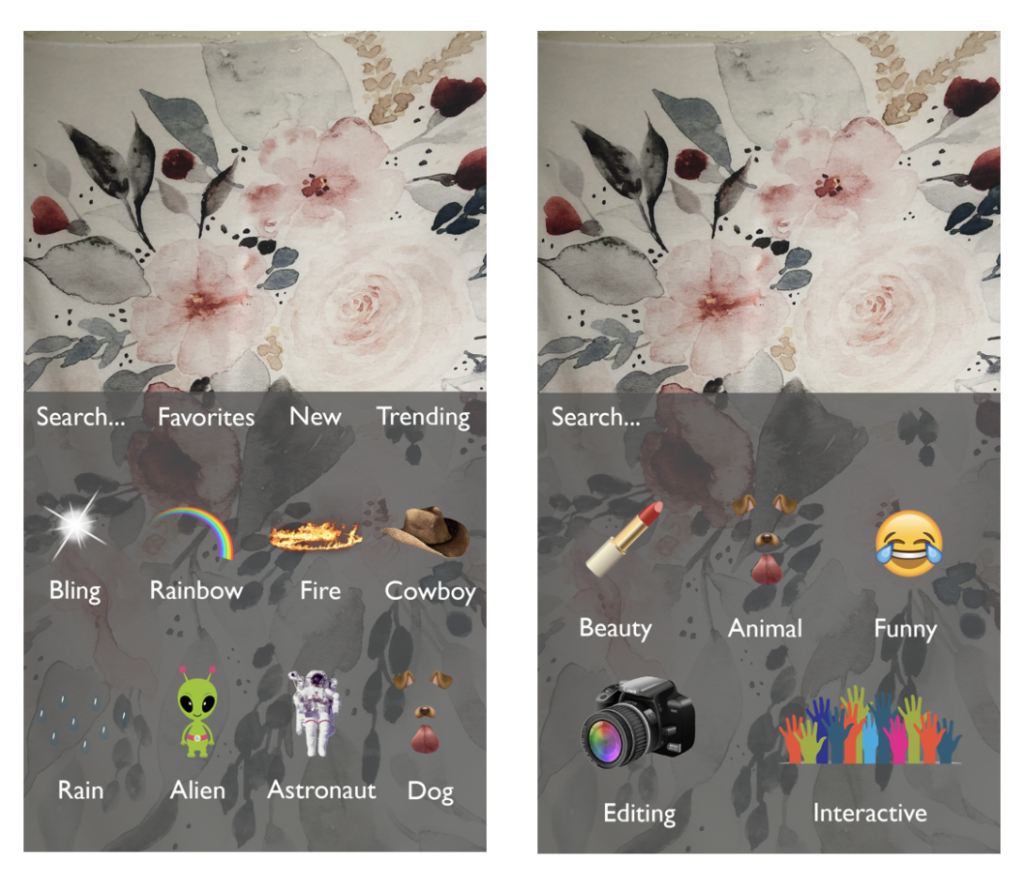 Search... Favorites New Trending
Bling Rainbow Fire Cowboy
Rain Alien Astronaut Dog
Search...
Beauty Animal Funny
Editing Interactive